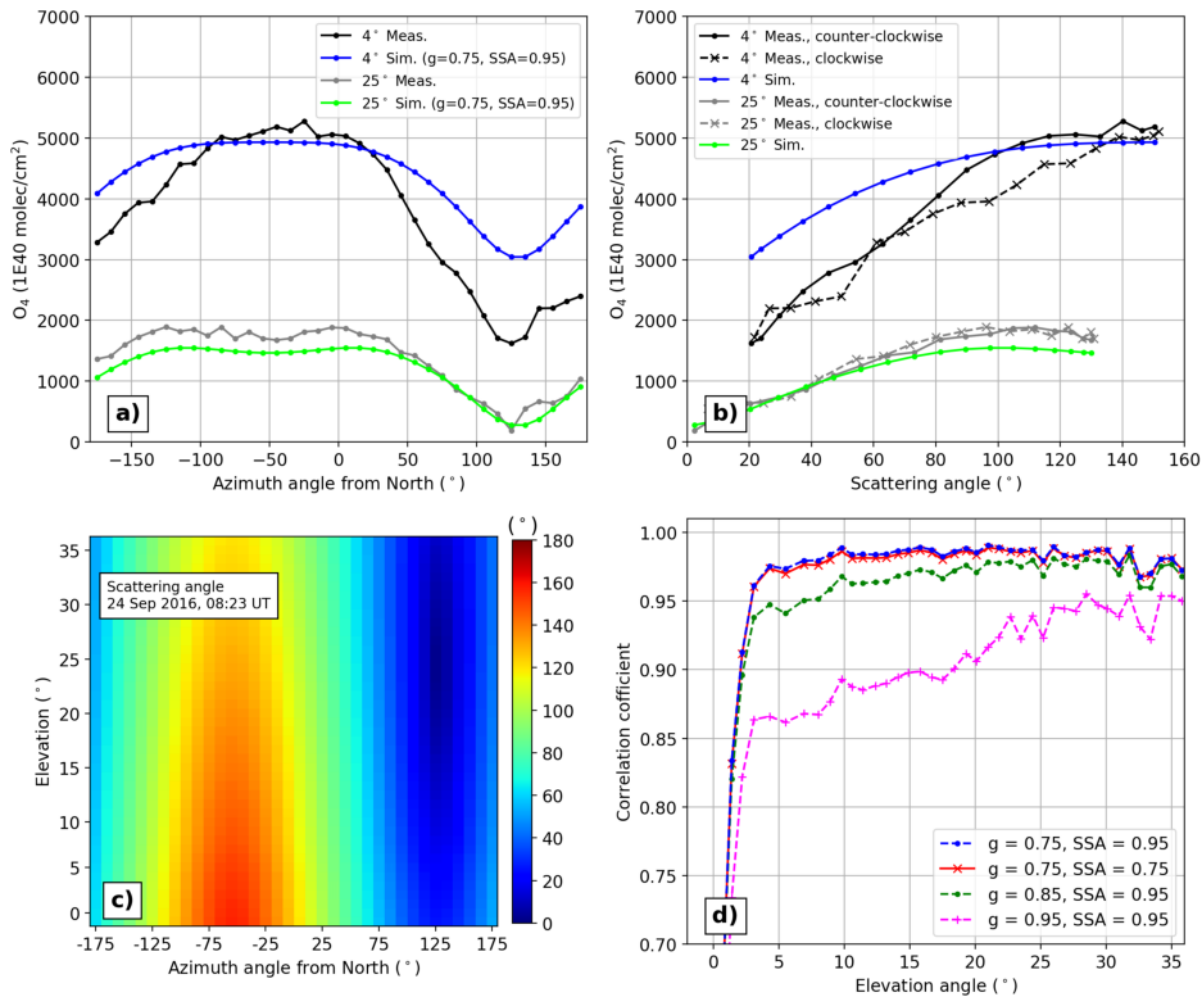 7000
6000
5000
4000
3000
2000
1000
0
O₄ (1E40 molec/cm²)
4° Meas.
4° Sim. (g=0.75, SSA=0.95)
25° Meas.
25° Sim. (g=0.75, SSA=0.95)
a)
−150 −100 −50 0 50 100 150
Azimuth angle from North (°)
7000
6000
5000
4000
3000
2000
1000
0
O₄ (1E40 molec/cm²)
4° Meas., counter-clockwise
4° Meas., clockwise
4° Sim.
25° Meas., counter-clockwise
25° Meas., clockwise
25° Sim.
b)
0 20 40 60 80 100 120 140 160
Scattering angle (°)
(°)
35
30
25
20
15
10
5
0
Elevation (°)
Scattering angle
24 Sep 2016, 08:23 UT
c)
-175 -125 -75 -25 25 75 125 175
Azimuth angle from North (°)
180
160
140
120
100
80
60
40
20
0
1.00
0.95
0.90
0.85
0.80
0.75
0.70
Correlation cofficient
g = 0.75, SSA = 0.95
g = 0.75, SSA = 0.75
g = 0.85, SSA = 0.95
g = 0.95, SSA = 0.95
d)
0 5 10 15 20 25 30 35
Elevation angle (°)